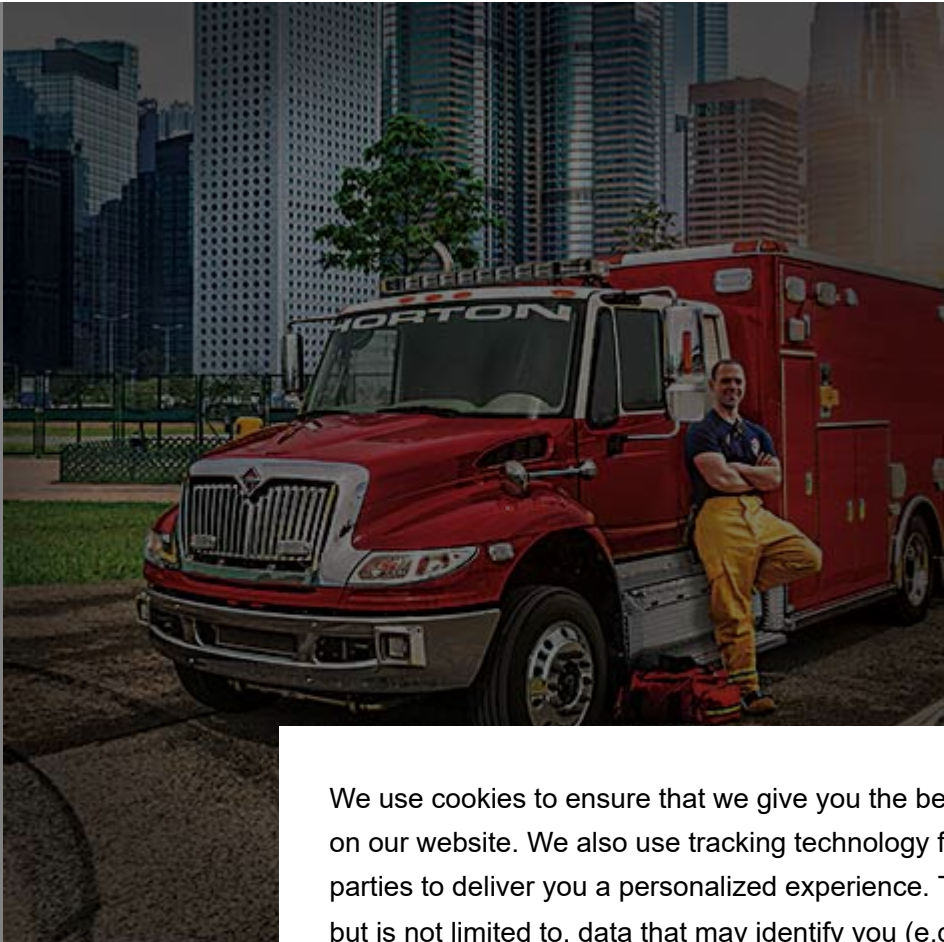 HORTON
We use cookies to ensure that we give you the be
on our website. We also use tracking technology f
parties to deliver you a personalized experience. T
but is not limited to, data that may identify you (e.g